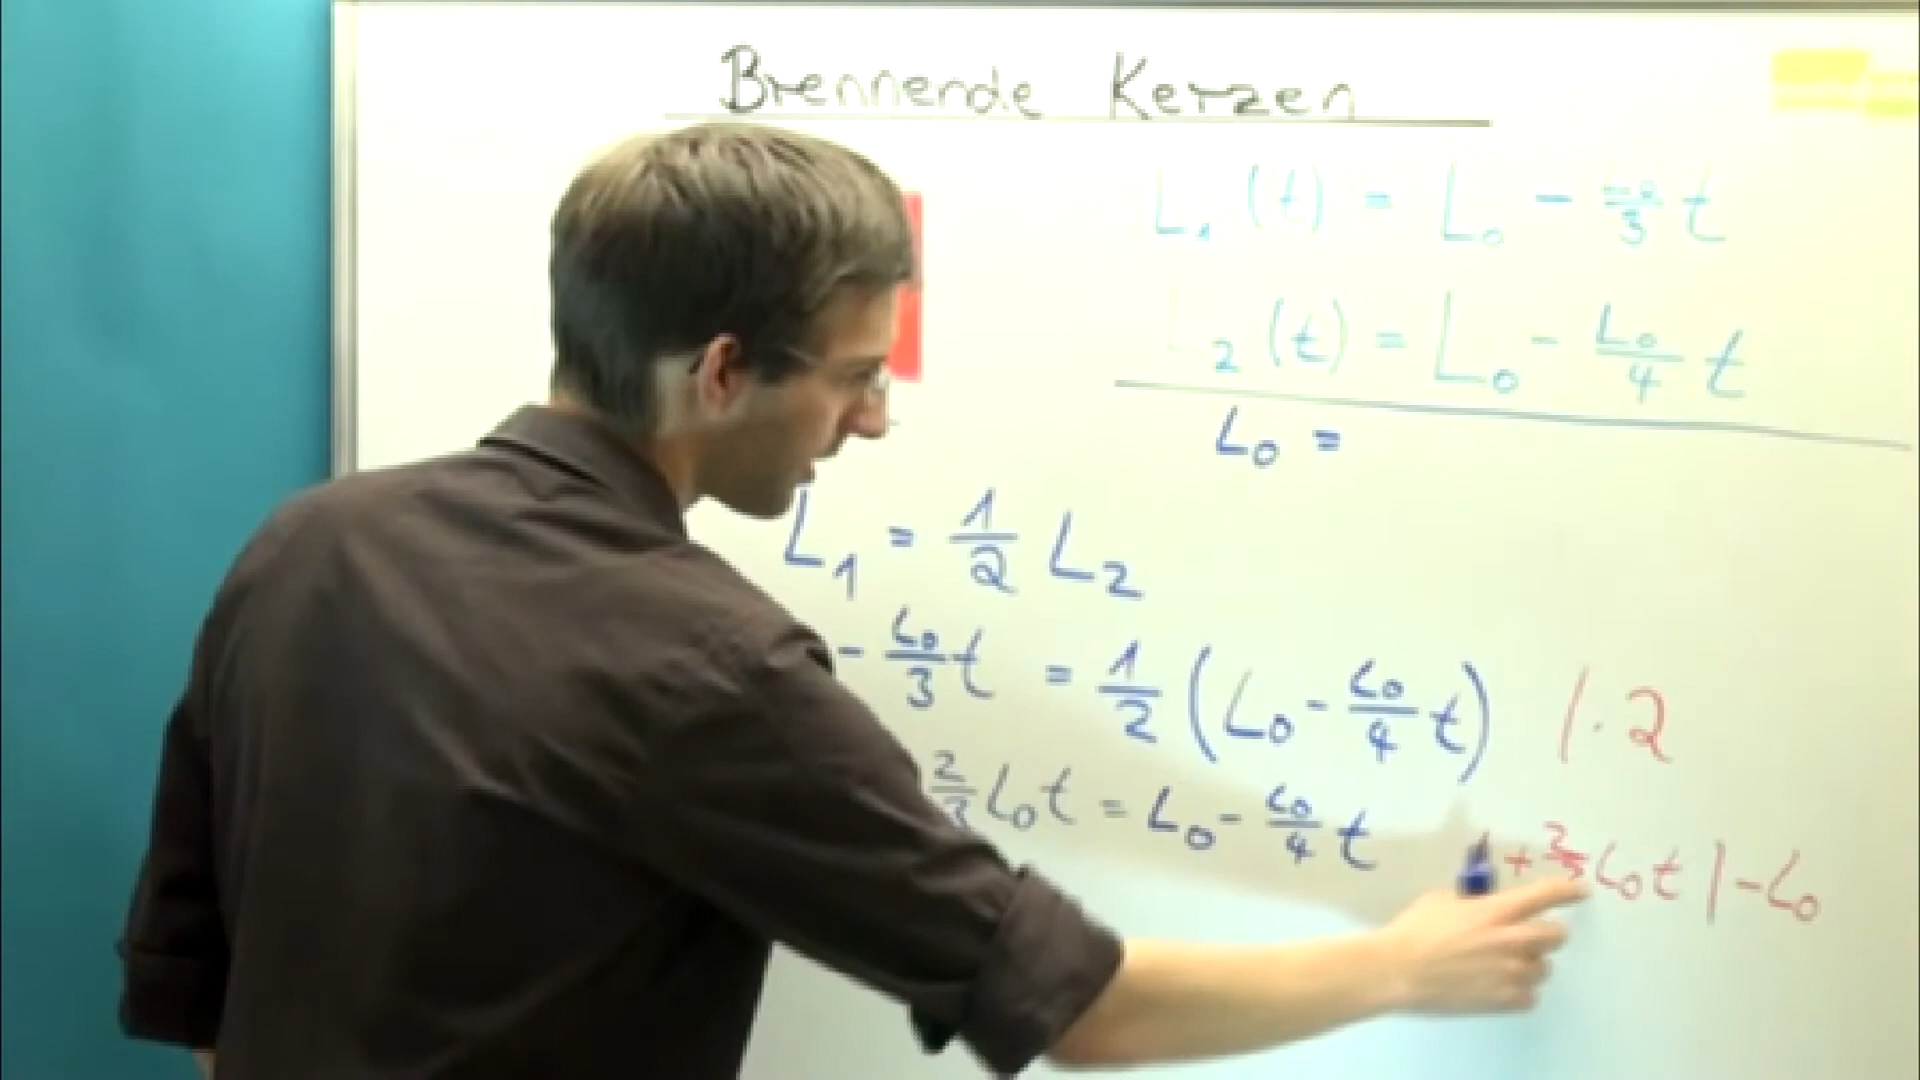 Brennende Kerzen
L₁ (t) = L₀ - L₀/3 t
L₂ (t) = L₀ - L₀/4 t
L₀ =
L₁ = 1/2 L₂
- L₀/3 t = 1/2 (L₀ - L₀/4 t) | · 2
2/3 L₀t = L₀ - L₀/4 t | + 2/3 L₀t | - L₀